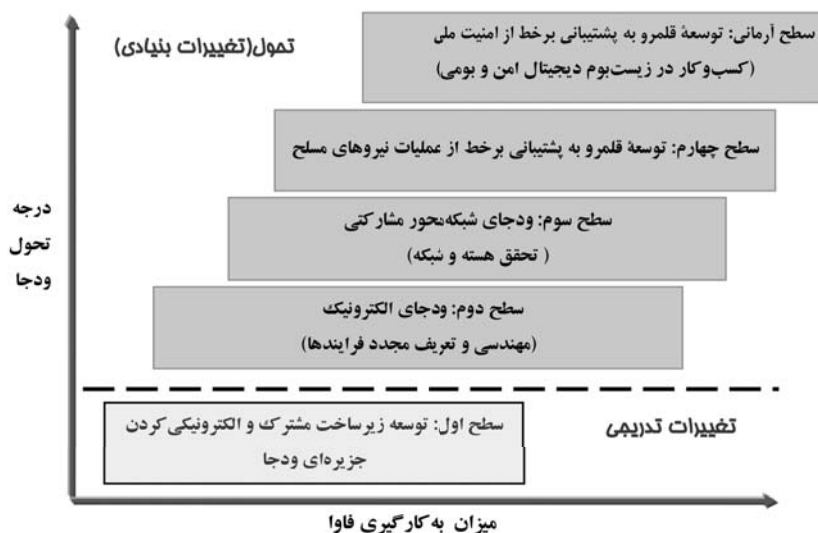 تحول(تغییرات بنیادی)
سطح آرمانی: توسعهٔ قلمرو به پشتیبانی برخط از امنیت ملی
(کسب‌وکار در زیست‌بوم دیجیتال امن و بومی)
سطح چهارم: توسعهٔ قلمرو به پشتیبانی برخط از عملیات نیروهای مسلح
سطح سوم: ودجای شبکه‌محور مشارکتی
( تحقق هسته و شبکه)
سطح دوم: ودجای الکترونیک
(مهندسی و تعریف مجدد فرایندها)
درجه
تحول
ودجا
تغییرات تدریجی
سطح اول: توسعه زیرساخت مشترک و الکترونیکی کردن
جزیره‌ای ودجا
میزان به‌کارگیری فاوا